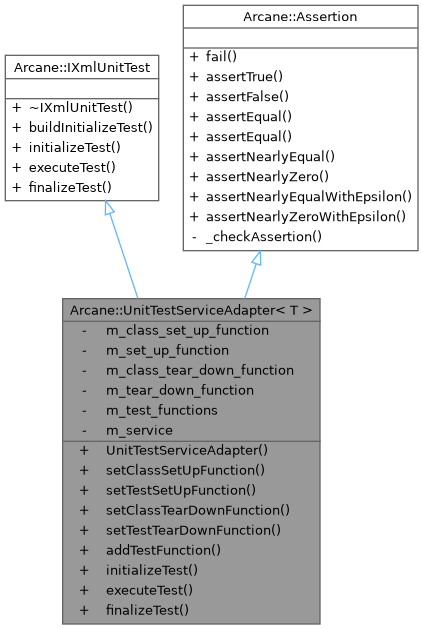 Arcane::IXmlUnitTest
+ ~IXmlUnitTest()
+ buildInitializeTest()
+ initializeTest()
+ executeTest()
+ finalizeTest()
Arcane::Assertion
+ fail()
+ assertTrue()
+ assertFalse()
+ assertEqual()
+ assertEqual()
+ assertNearlyEqual()
+ assertNearlyZero()
+ assertNearlyEqualWithEpsilon()
+ assertNearlyZeroWithEpsilon()
- _checkAssertion()
Arcane::UnitTestServiceAdapter< T >
- m_class_set_up_function
- m_set_up_function
- m_class_tear_down_function
- m_tear_down_function
- m_test_functions
- m_service
+ UnitTestServiceAdapter()
+ setClassSetUpFunction()
+ setTestSetUpFunction()
+ setClassTearDownFunction()
+ setTestTearDownFunction()
+ addTestFunction()
+ initializeTest()
+ executeTest()
+ finalizeTest()